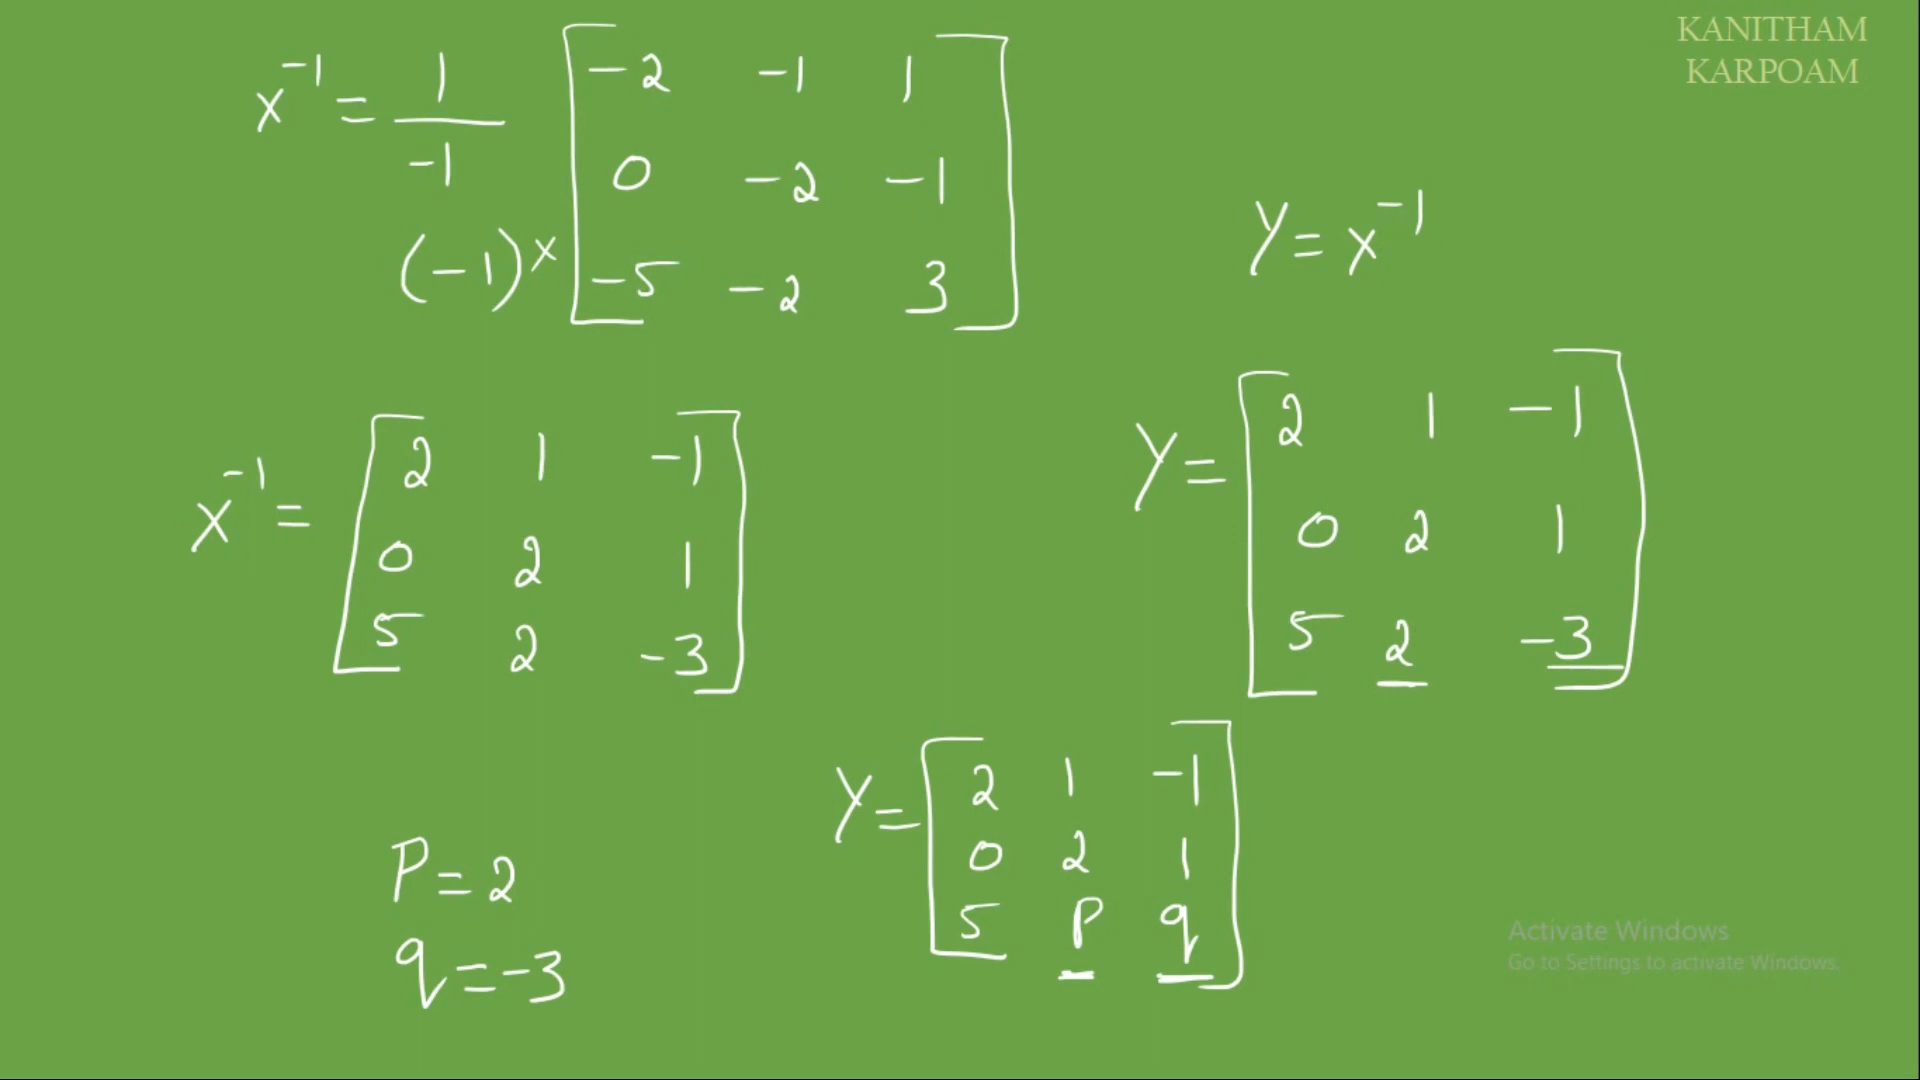 KANITHAM
KARPOAM
x⁻¹ = 1/-1 [-2 -1 1
0 -2 -1
(-1)× -5 -2 3]
y = x⁻¹
x⁻¹ = [2 1 -1
0 2 1
5 2 -3]
y = [2 1 -1
0 2 1
5 2 -3]
y = [2 1 -1
0 2 1
5 P q]
P = 2
q = -3
Activate Windows
Go to Settings to activate Windows.